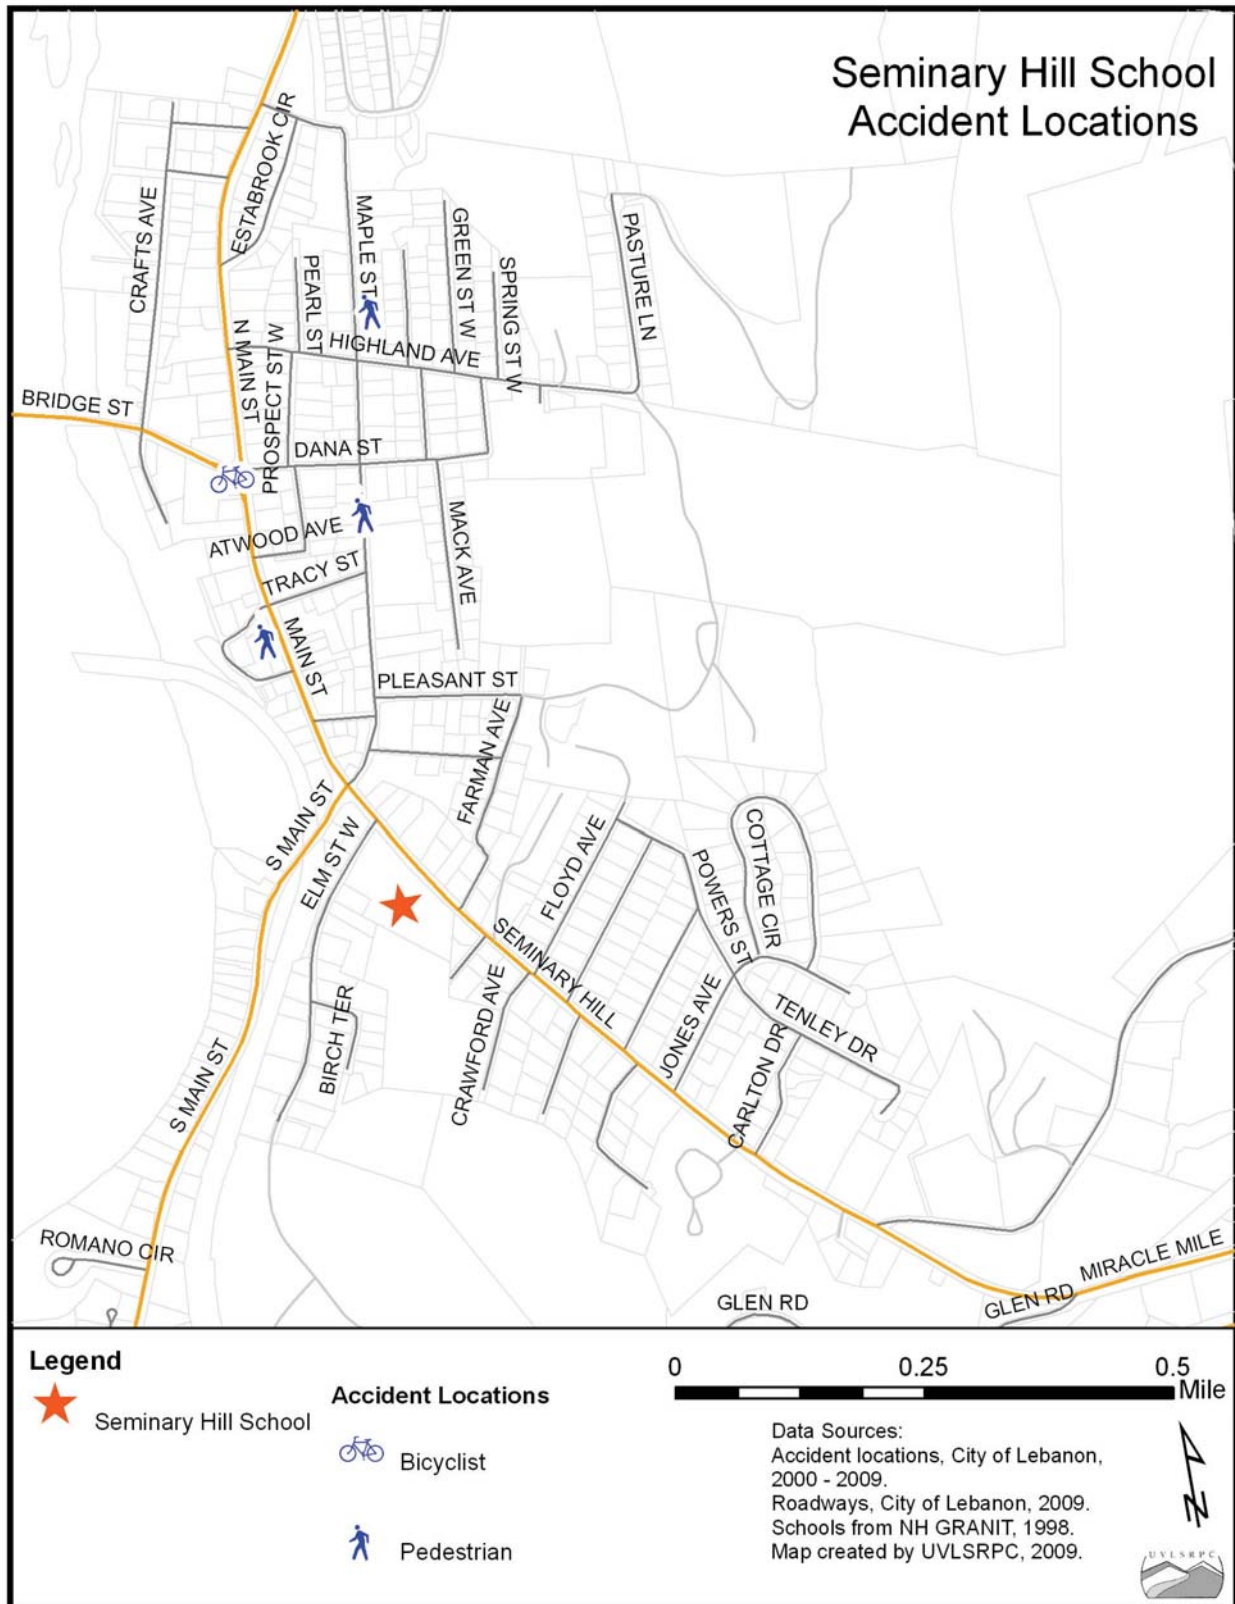 Seminary Hill School
Accident Locations
ESTABROOK CIR
CRAFTS AVE
MAPLE ST
GREEN ST W
PASTURE LN
PEARL ST
SPRING ST W
N MAIN ST
PROSPECT ST W
HIGHLAND AVE
BRIDGE ST
DANA ST
MACK AVE
ATWOOD AVE
TRACY ST
MAIN ST
PLEASANT ST
FARMAN AVE
S MAIN ST
ELM ST W
FLOYD AVE
COTTAGE CIR
POWERS ST
SEMINARY HILL
CRAWFORD AVE
JONES AVE
TENLEY DR
BIRCH TER
CARLTON DR
S MAIN ST
ROMANO CIR
MIRACLE MILE
GLEN RD
GLEN RD
Legend
Seminary Hill School
Accident Locations
Bicyclist
Pedestrian
0 0.25 0.5
Mile
Data Sources:
Accident locations, City of Lebanon,
2000 - 2009.
Roadways, City of Lebanon, 2009.
Schools from NH GRANIT, 1998.
Map created by UVLSRPC, 2009.
N
UVLSRPC